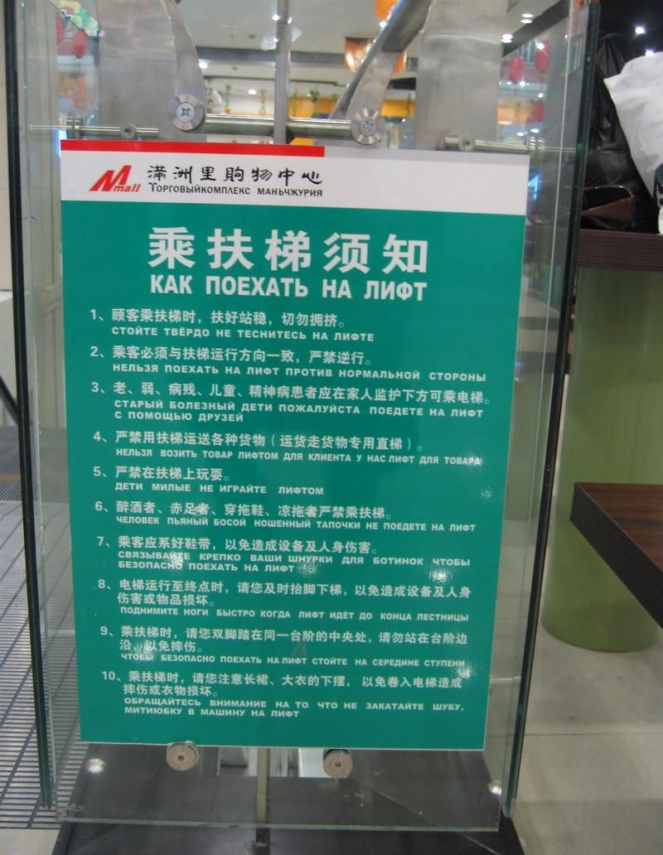 Mmall 满洲里购物中心
ТОРГОВЫЙКОМПЛЕКС МАНЬЧЖУРИЯ
乘扶梯须知
КАК ПОЕХАТЬ НА ЛИФТ
1、顾客乘扶梯时，扶好站稳，切勿拥挤。
СТОЙТЕ ТВЁРДО НЕ ТЕСНИТЕСЬ НА ЛИФТЕ
2、乘客必须与扶梯运行方向一致，严禁逆行。
НЕЛЬЗЯ ПОЕХАТЬ НА ЛИФТ ПРОТИВ НОРМАЛЬНОЙ СТОРОНЫ
3、老、弱、病残、儿童、精神病患者应在家人监护下方可乘电梯。
СТАРЫЙ БОЛЕЗНЫЙ ДЕТИ ПОЖАЛУЙСТА ПОЕДЕТЕ НА ЛИФТ
С ПОМОЩЬЮ ДРУЗЕЙ
4、严禁用扶梯运送各种货物（运货走货物专用直梯）。
НЕЛЬЗЯ ВОЗИТЬ ТОВАР ЛИФТОМ ДЛЯ КЛИЕНТА У НАС ЛИФТ ДЛЯ ТОВАРА
5、严禁在扶梯上玩耍。
ДЕТИ МИЛЫЕ НЕ ИГРАЙТЕ ЛИФТОМ
6、醉酒者、赤足者、穿拖鞋、凉拖者严禁乘扶梯。
ЧЕЛОВЕК ПЬЯНЫЙ БОСОЙ НОШЕННЫЙ ТАПОЧКИ НЕ ПОЕДЕТЕ НА ЛИФТ
7、乘客应系好鞋带，以免造成设备及人身伤害。
СВЯЗЫВАЙТЕ КРЕПКО ВАШИ ШНУРКИ ДЛЯ БОТИНОК ЧТОБЫ
БЕЗОПАСНО ПОЕХАТЬ НА ЛИФТ
8、电梯运行至终点时，请您及时抬脚下梯，以免造成设备及人身
伤害或物品损坏。
ПОДНИМИТЕ НОГИ БЫСТРО КОГДА ЛИФТ ИДЁТ ДО КОНЦА ЛЕСТНИЦЫ
9、乘扶梯时，请您双脚踏在同一台阶的中央处，请勿站在台阶边
沿，以免摔伤。
ЧТОБЫ БЕЗОПАСНО ПОЕХАТЬ НА ЛИФТ СТОЙТЕ НА СЕРЕДИНЕ СТУПЕНИ
10、乘扶梯时，请您注意长裙、大衣的下摆，以免卷入电梯造成
摔伤或衣物损坏。
ОБРАЩАЙТЕСЬ ВНИМАНИЕ НА ТО ЧТО НЕ ЗАКАТАЙТЕ ШУБУ,
МИТИЮБКУ В МАШИНУ НА ЛИФТ